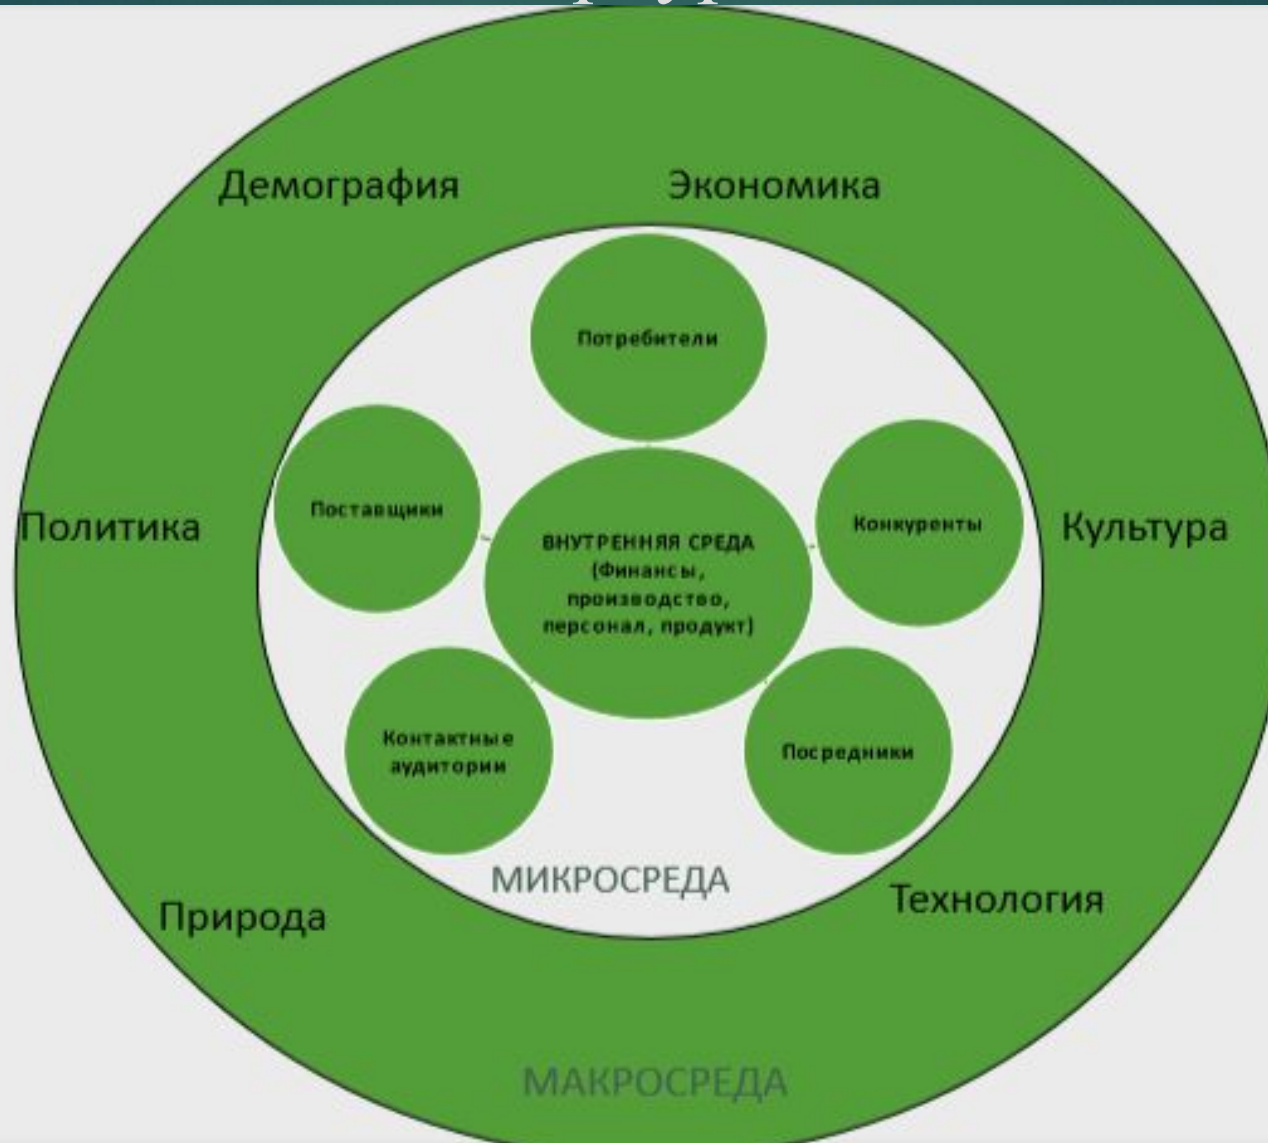 Демография
Экономика
Потребители
Поставщики
Конкуренты
Политика
Культура
ВНУТРЕННЯЯ СРЕДА
(Финансы,
производство,
персонал, продукт)
Контактные
аудитории
Посредники
МИКРОСРЕДА
Природа
Технология
МАКРОСРЕДА